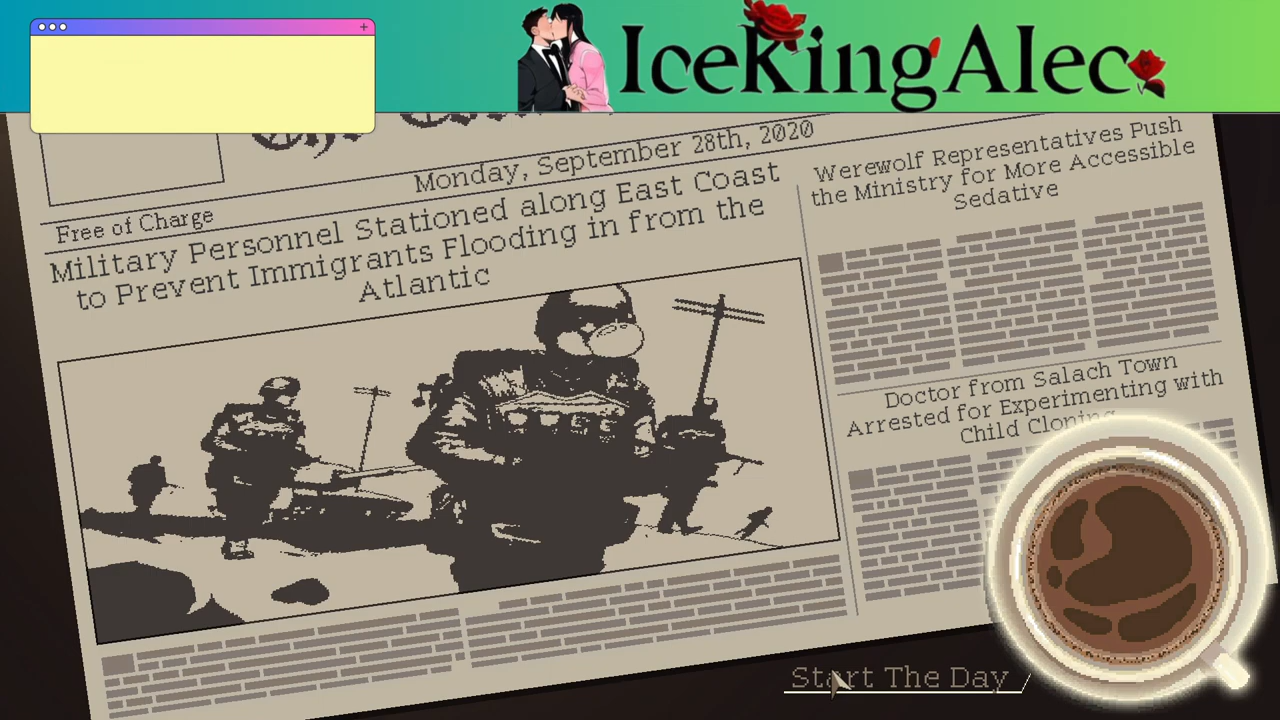 IceKingAlec
Monday, September 28th, 2020
Free of Charge
Military Personnel Stationed along East Coast
to Prevent Immigrants Flooding in from the
Atlantic
Werewolf Representatives Push
the Ministry for More Accessible
Sedative
Doctor from Salach Town
Arrested for Experimenting with
Child Cloning
Start The Day